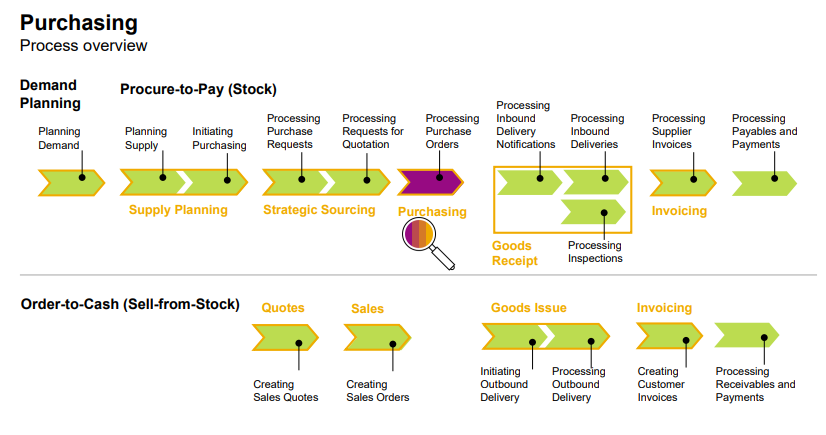 Purchasing
Process overview
Demand
Planning
Procure-to-Pay (Stock)
Planning
Demand
Planning
Supply
Initiating
Purchasing
Processing
Purchase
Requests
Processing
Requests for
Quotation
Processing
Purchase
Orders
Processing
Inbound
Delivery
Notifications
Processing
Inbound
Deliveries
Processing
Supplier
Invoices
Processing
Payables and
Payments
Supply Planning
Strategic Sourcing
Purchasing
Goods
Receipt
Processing
Inspections
Invoicing
Order-to-Cash (Sell-from-Stock)
Quotes
Sales
Goods Issue
Invoicing
Creating
Sales Quotes
Creating
Sales Orders
Initiating
Outbound
Delivery
Processing
Outbound
Delivery
Creating
Customer
Invoices
Processing
Receivables and
Payments